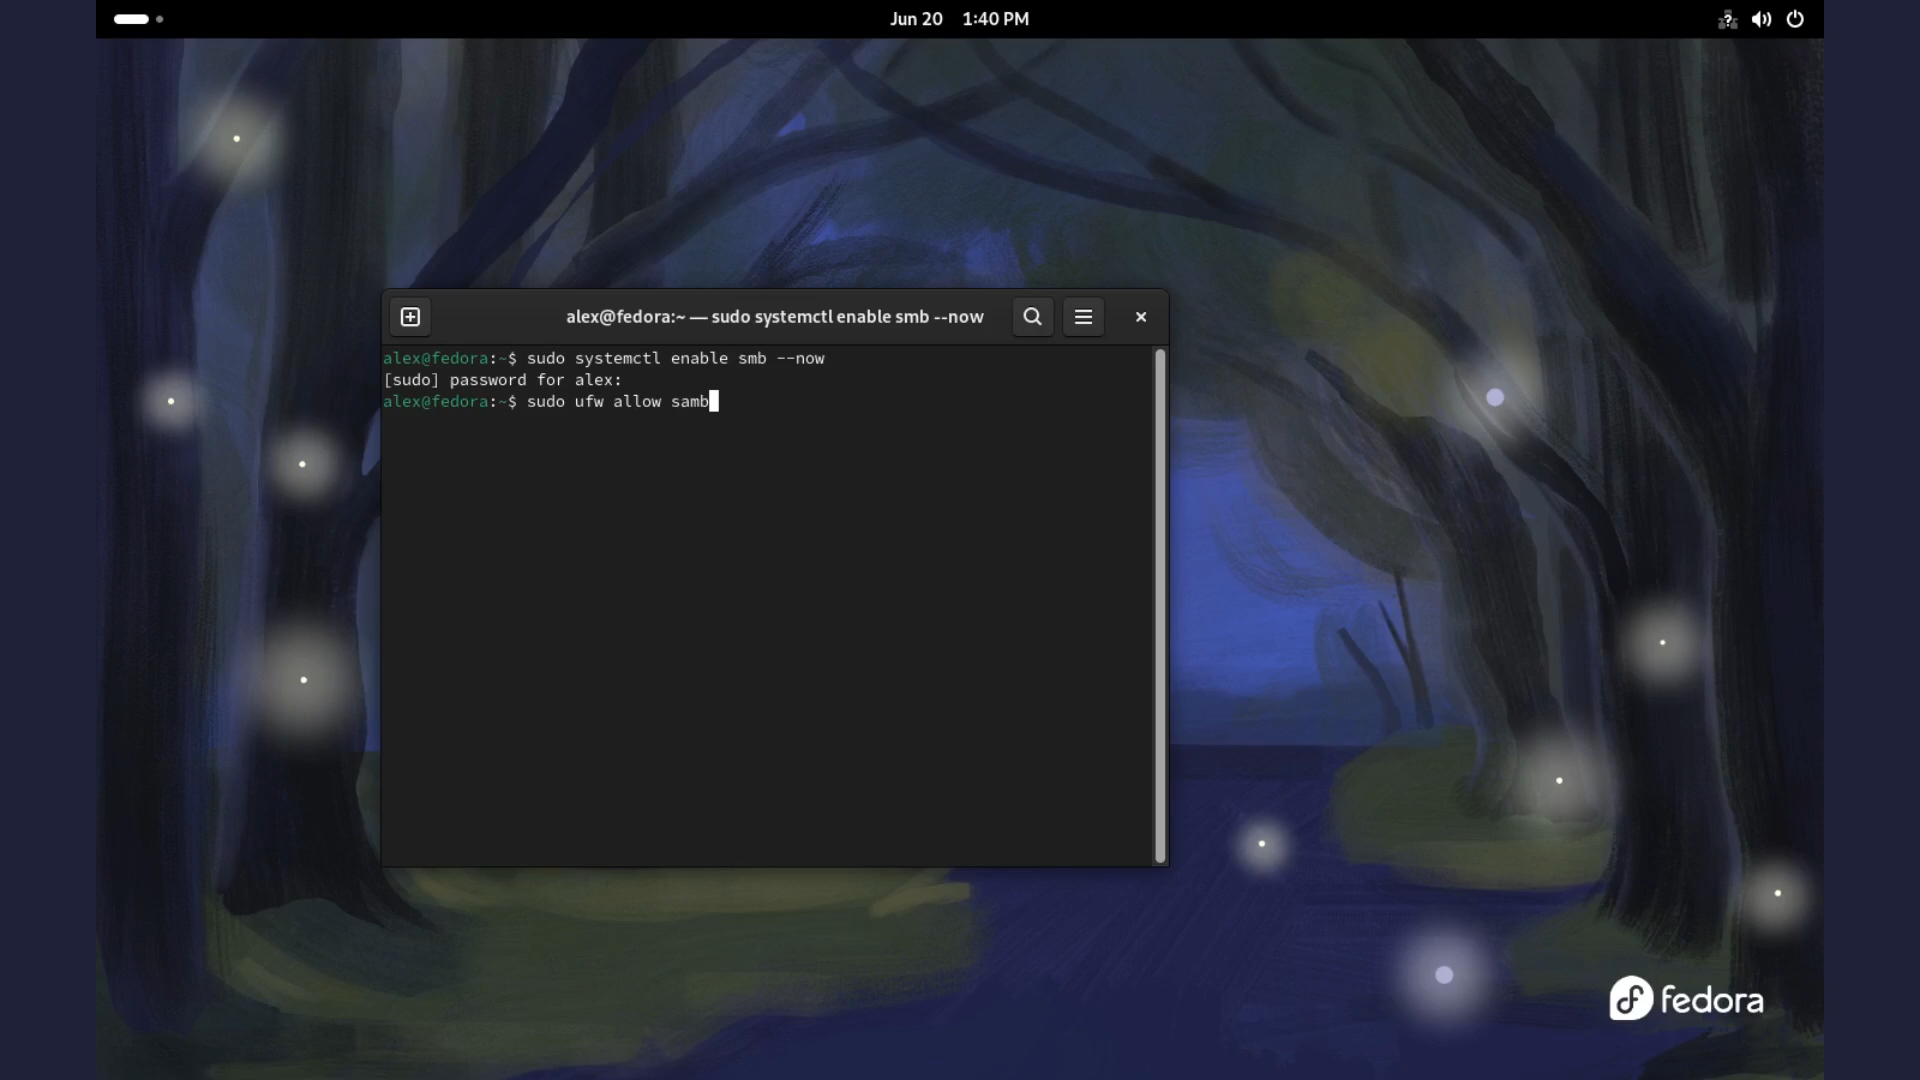 Jun 20 1:40 PM
alex@fedora:~ — sudo systemctl enable smb --now
alex@fedora:~$ sudo systemctl enable smb --now
[sudo] password for alex:
alex@fedora:~$ sudo ufw allow samb
fedora